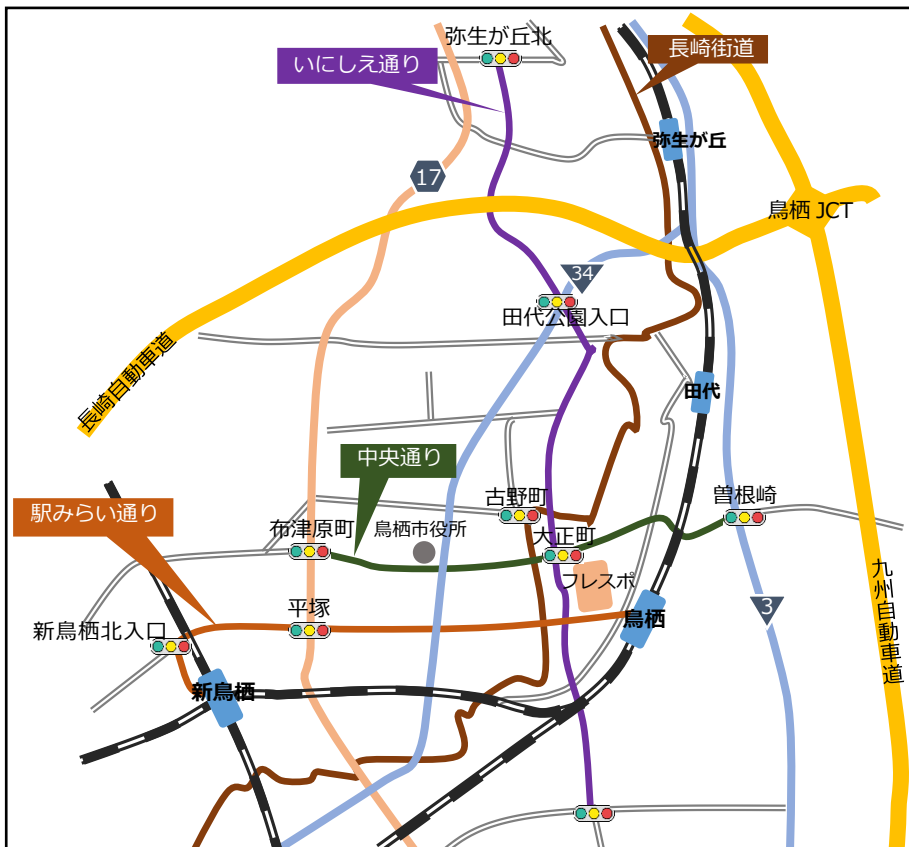 弥生が丘北
長崎街道
いにしえ通り
弥生が丘
17
鳥栖 JCT
34
田代公園入口
長崎自動車道
田代
中央通り
駅みらい通り
古野町
曽根崎
布津原町
鳥栖市役所
大正町
フレスポ
九州自動車道
平塚
3
鳥栖
新鳥栖北入口
新鳥栖